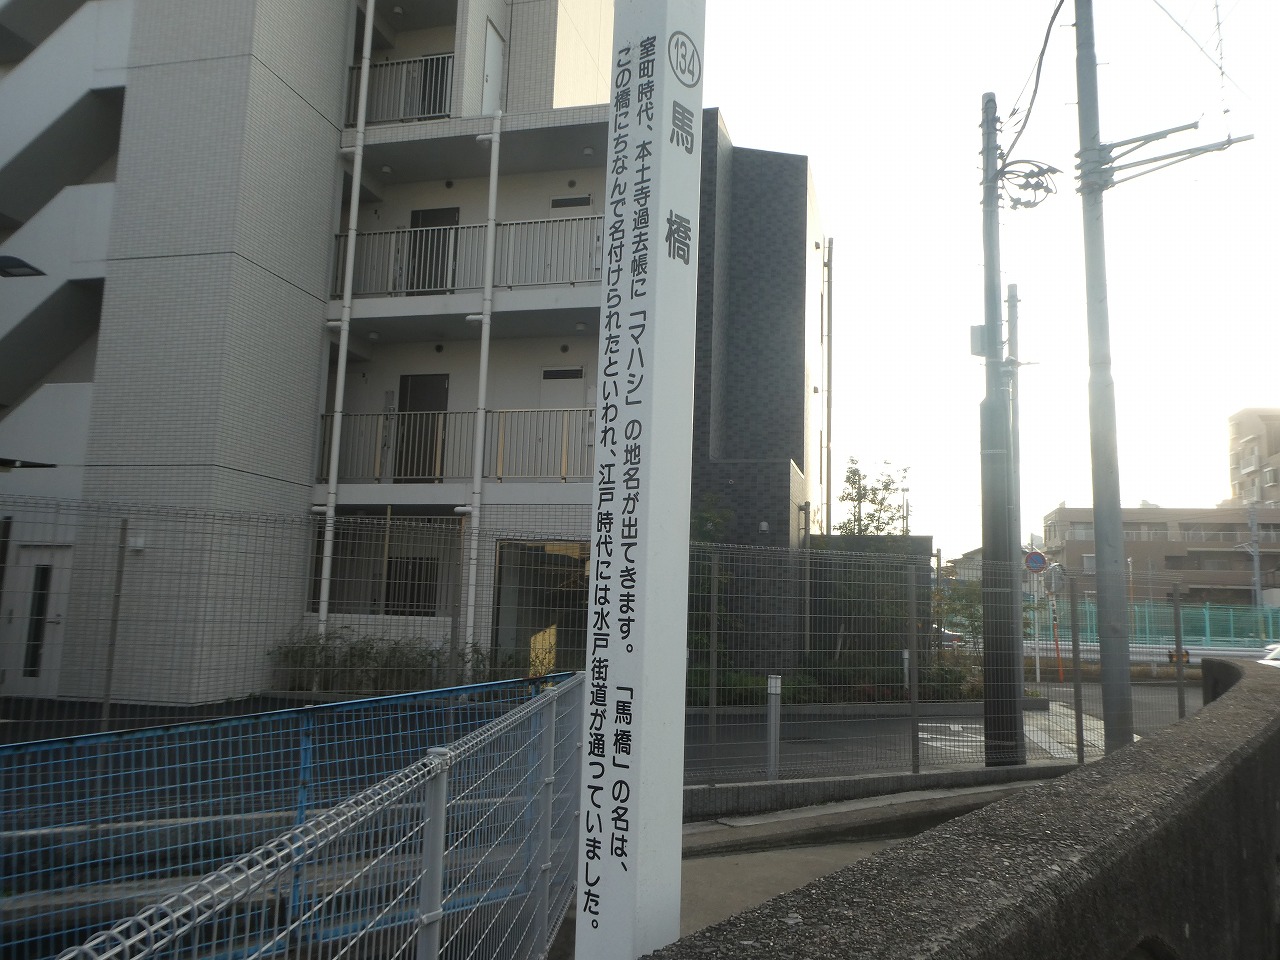 134 馬橋
室町時代、本土寺過去帳に「マハシ」の地名が出てきます。「馬橋」の名は、
この橋にちなんで名付けられたといわれ、江戸時代には水戸街道が通っていました。